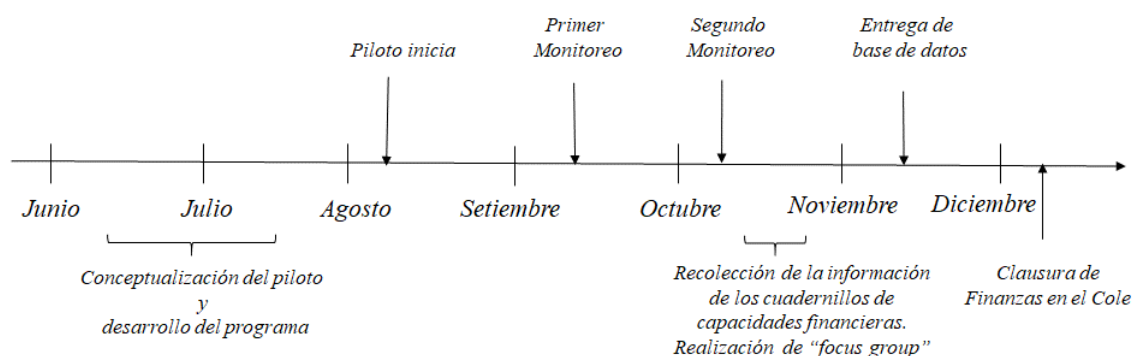 Piloto inicia
Primer
Monitoreo
Segundo
Monitoreo
Entrega de
base de datos
Junio
Julio
Agosto
Setiembre
Octubre
Noviembre
Diciembre
Conceptualización del piloto
y
desarrollo del programa
Recolección de la información
de los cuadernillos de
capacidades financieras.
Realización de “focus group”
Clausura de
Finanzas en el Cole